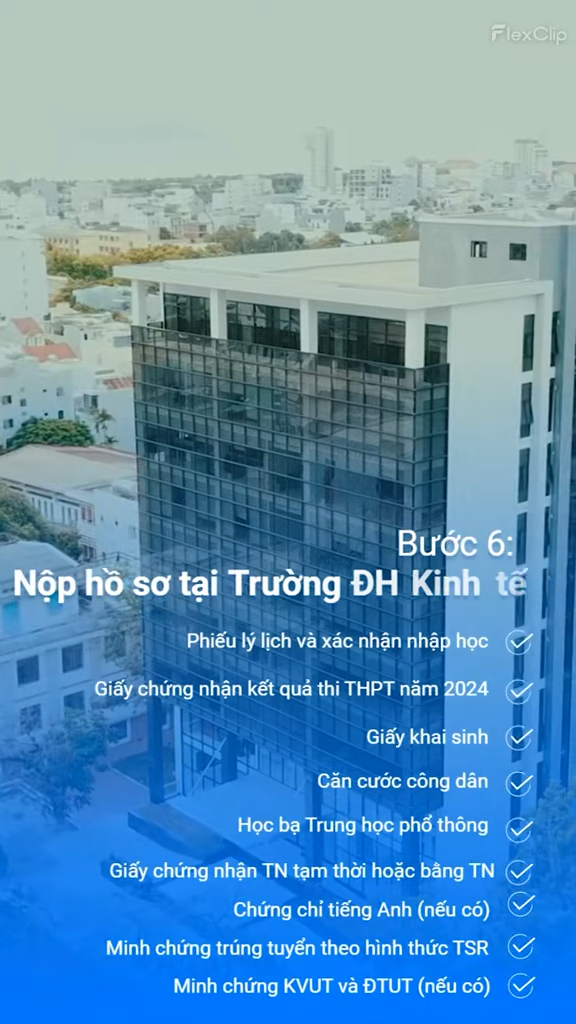 FlexClip
Bước 6:
Nộp hồ sơ tại Trường ĐH Kinh tế
Phiếu lý lịch và xác nhận nhập học
Giấy chứng nhận kết quả thi THPT năm 2024
Giấy khai sinh
Căn cước công dân
Học bạ Trung học phổ thông
Giấy chứng nhận TN tạm thời hoặc bằng TN
Chứng chỉ tiếng Anh (nếu có)
Minh chứng trúng tuyển theo hình thức TSR
Minh chứng KVUT và ĐTUT (nếu có)